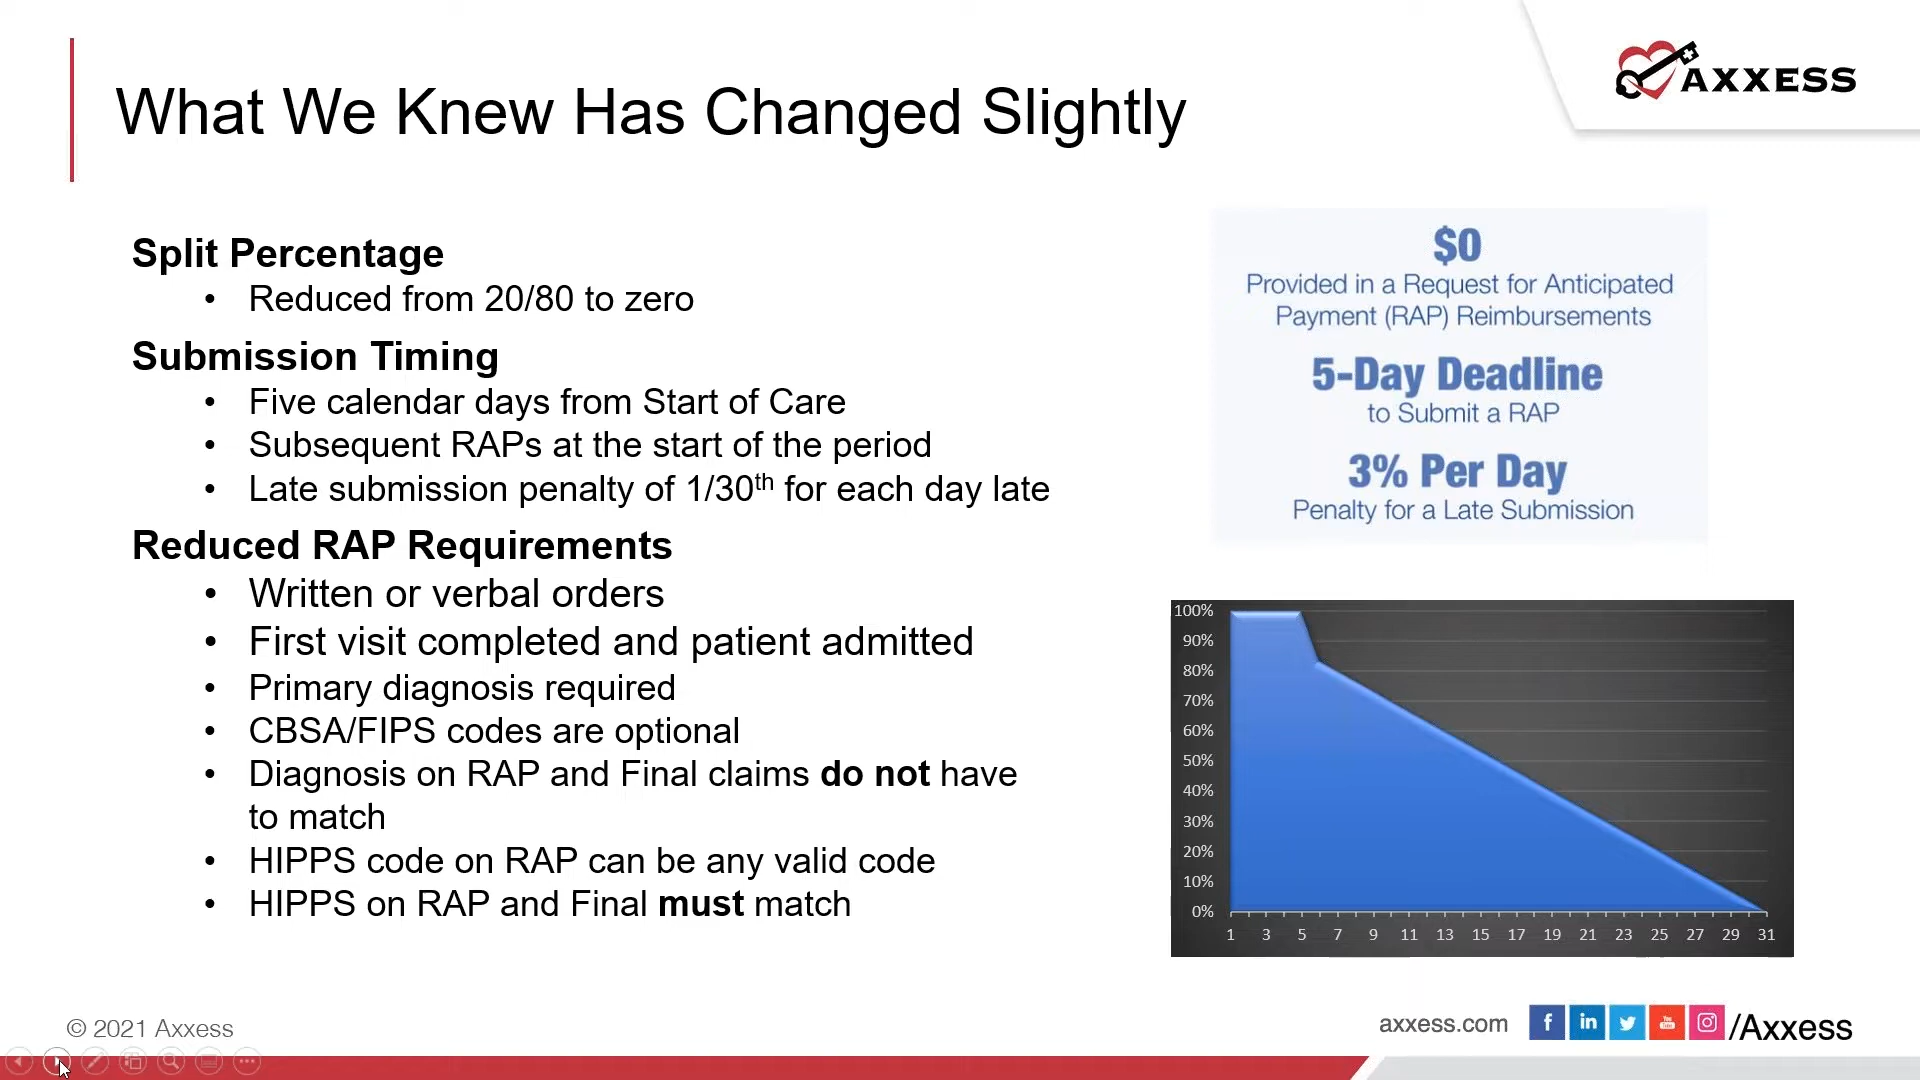 AXXESS
What We Knew Has Changed Slightly
Split Percentage
• Reduced from 20/80 to zero
Submission Timing
• Five calendar days from Start of Care
• Subsequent RAPs at the start of the period
• Late submission penalty of 1/30th for each day late
Reduced RAP Requirements
• Written or verbal orders
• First visit completed and patient admitted
• Primary diagnosis required
• CBSA/FIPS codes are optional
• Diagnosis on RAP and Final claims do not have
to match
• HIPPS code on RAP can be any valid code
• HIPPS on RAP and Final must match
$0
Provided in a Request for Anticipated
Payment (RAP) Reimbursements
5-Day Deadline
to Submit a RAP
3% Per Day
Penalty for a Late Submission
100%
90%
80%
70%
60%
50%
40%
30%
20%
10%
0%
1 3 5 7 9 11 13 15 17 19 21 23 25 27 29 31
© 2021 Axxess
axxess.com f in You Tube /Axxess